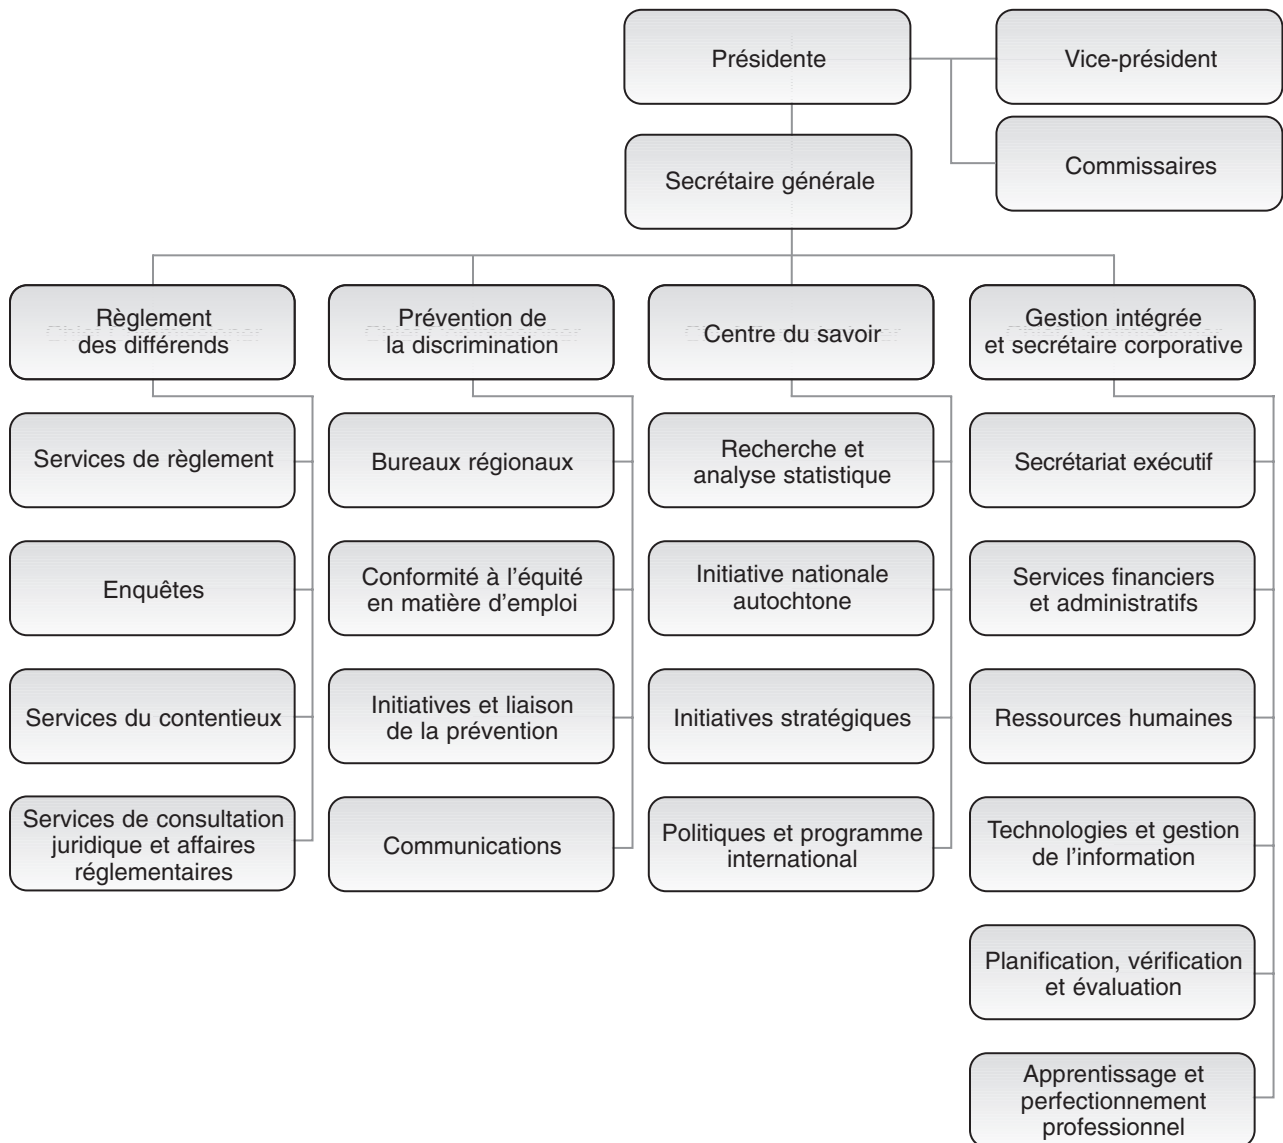 Présidente
Vice-président
Secrétaire générale
Commissaires
Règlement
des différends
Prévention de
la discrimination
Centre du savoir
Gestion intégrée
et secrétaire corporative
Services de règlement
Enquêtes
Services du contentieux
Services de consultation
juridique et affaires
réglementaires
Bureaux régionaux
Conformité à l'équité
en matière d'emploi
Initiatives et liaison
de la prévention
Communications
Recherche et
analyse statistique
Initiative nationale
autochtone
Initiatives stratégiques
Politiques et programme
international
Secrétariat exécutif
Services financiers
et administratifs
Ressources humaines
Technologies et gestion
de l'information
Planification, vérification
et évaluation
Apprentissage et
perfectionnement
professionnel